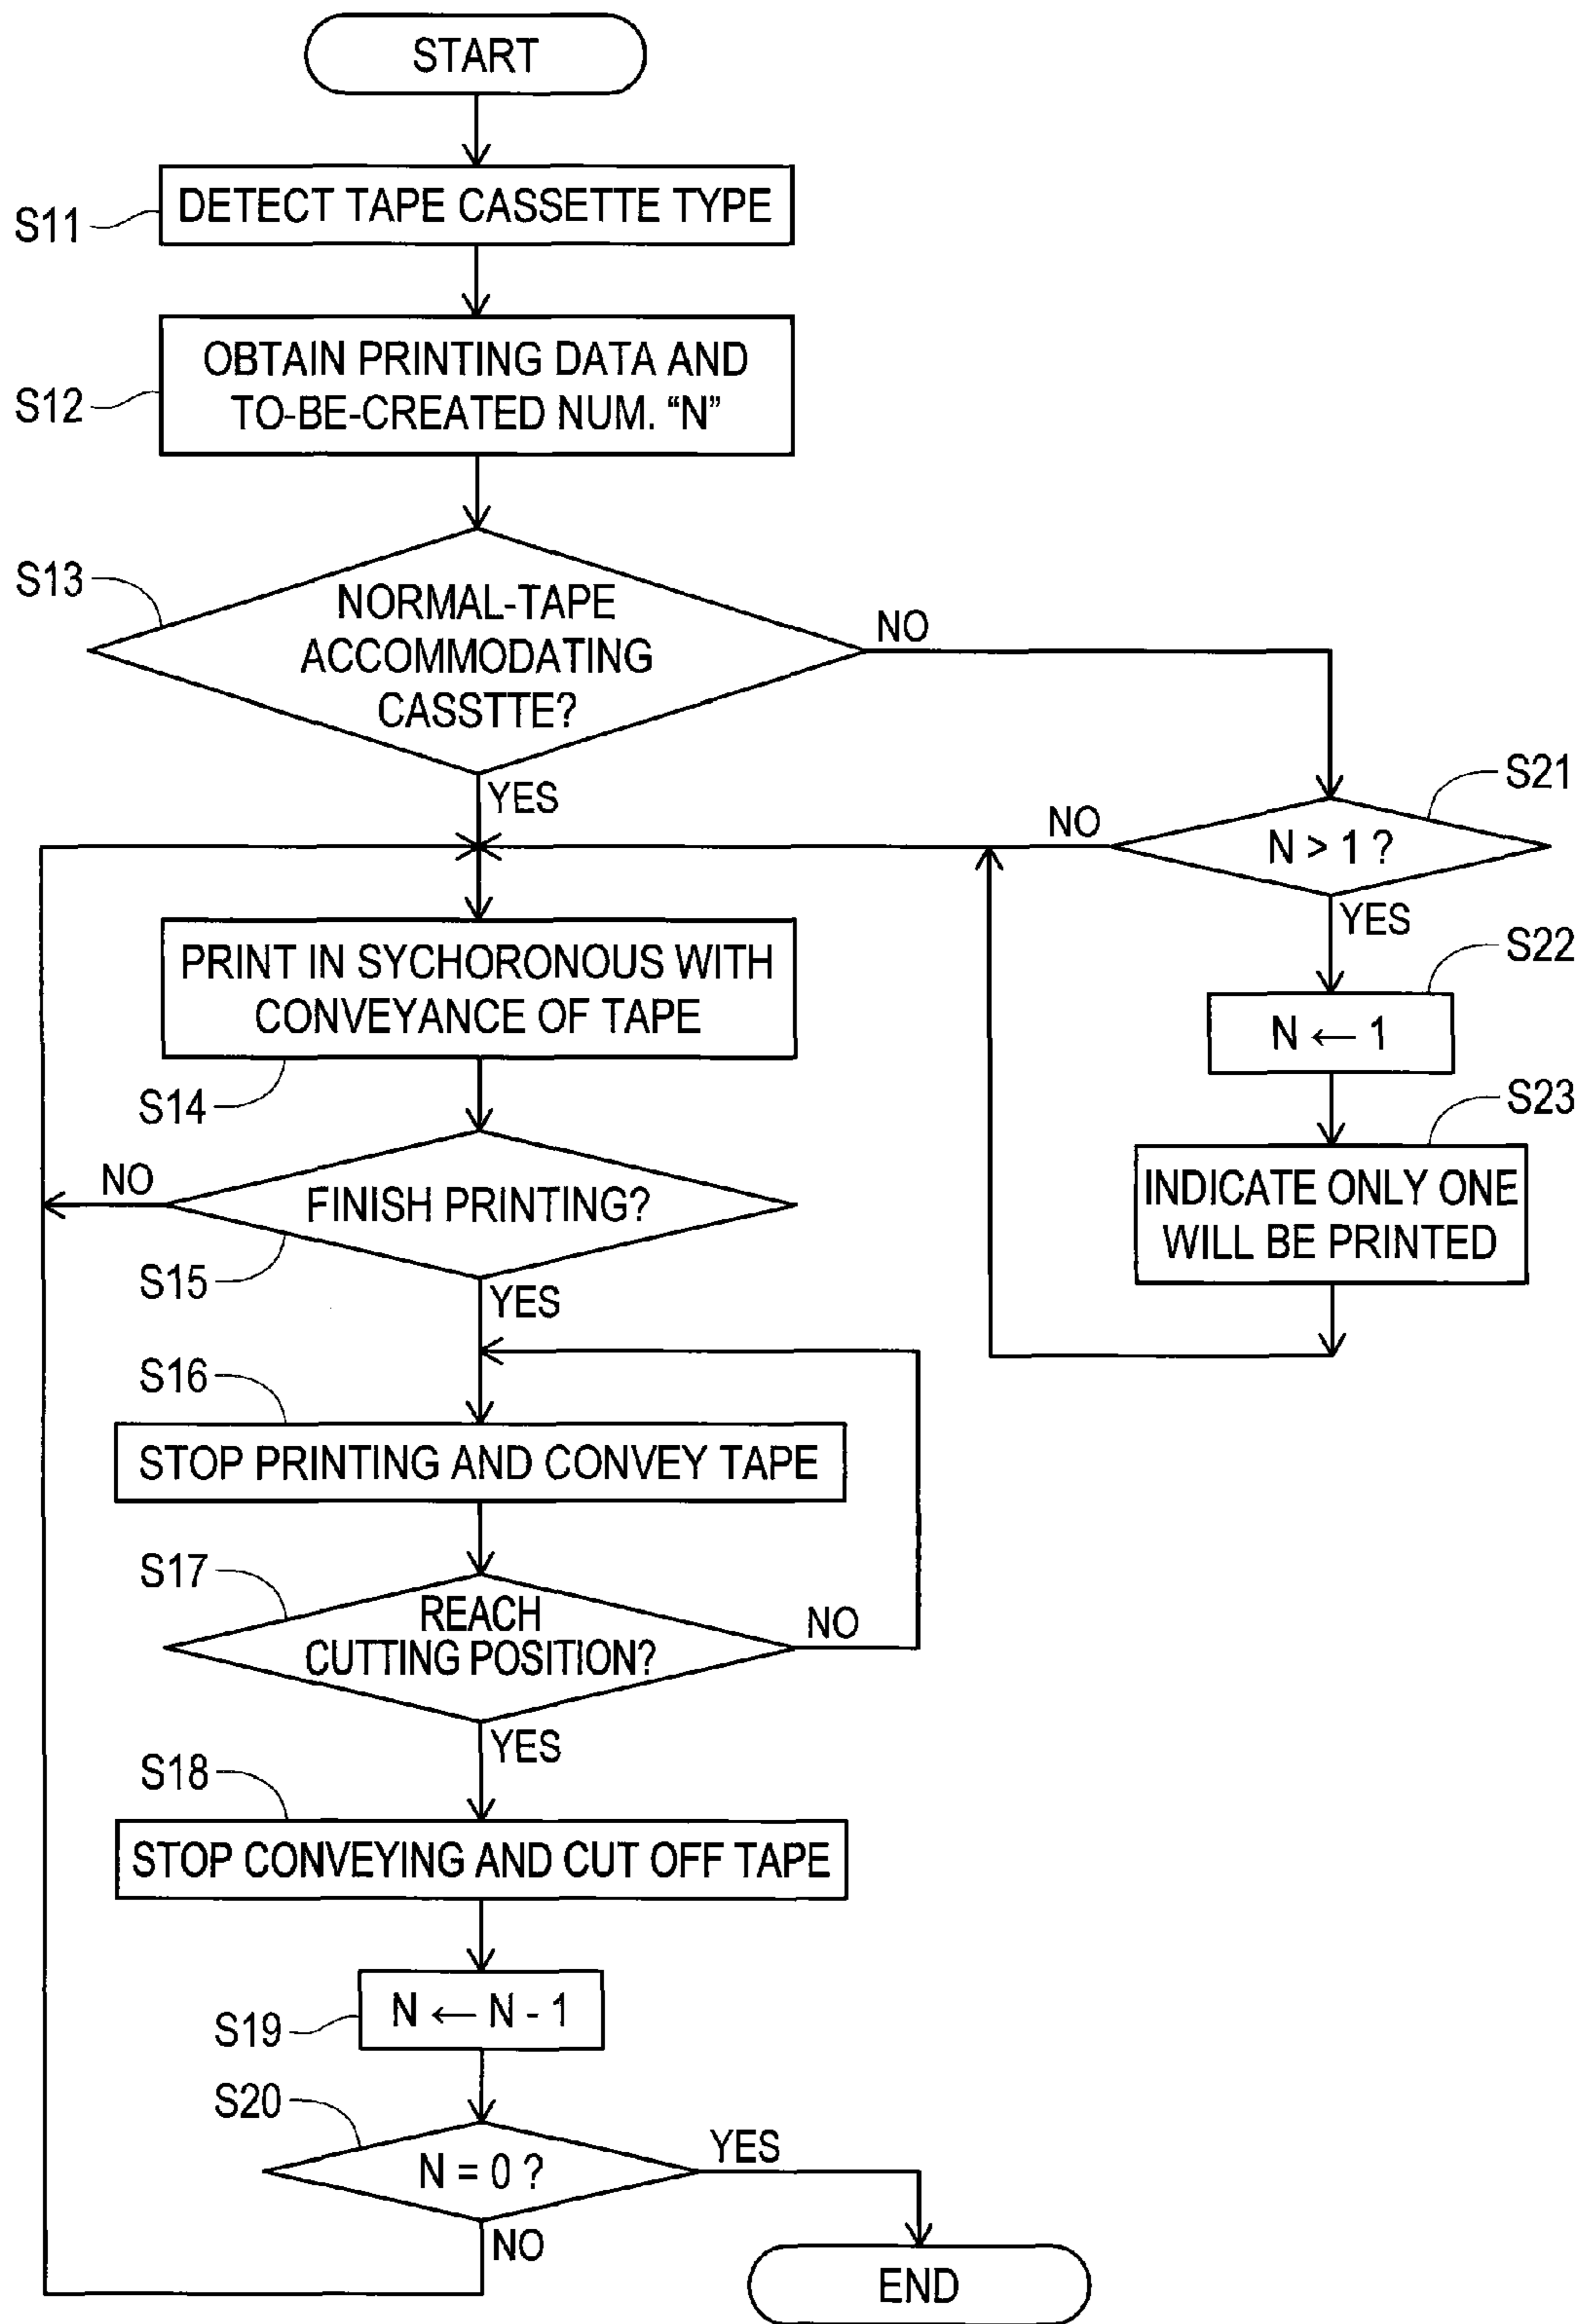 START
S11
DETECT TAPE CASSETTE TYPE
S12
OBTAIN PRINTING DATA AND
TO-BE-CREATED NUM. “N”
S13
NORMAL-TAPE
ACCOMMODATING
CASSTTE?
NO
YES
S21
N > 1 ?
NO
YES
S22
N ← 1
S23
INDICATE ONLY ONE
WILL BE PRINTED
PRINT IN SYCHORONOUS WITH
CONVEYANCE OF TAPE
S14
NO
FINISH PRINTING?
S15
YES
S16
STOP PRINTING AND CONVEY TAPE
S17
REACH
CUTTING POSITION?
NO
YES
S18
STOP CONVEYING AND CUT OFF TAPE
S19
N ← N - 1
S20
N = 0 ?
YES
NO
END